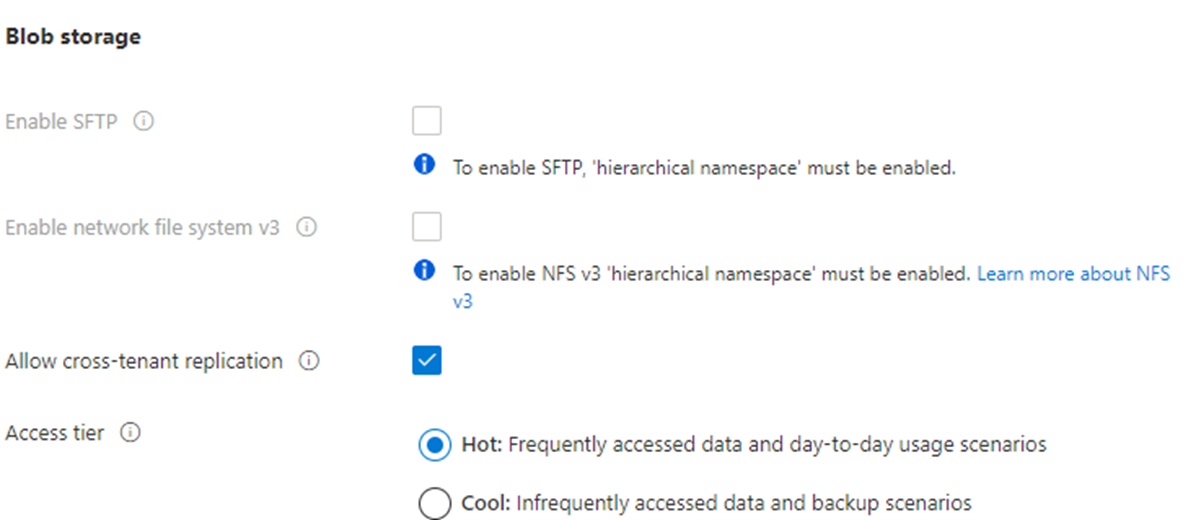 Blob storage
Enable SFTP
To enable SFTP, 'hierarchical namespace' must be enabled.
Enable network file system v3
To enable NFS v3 'hierarchical namespace' must be enabled. Learn more about NFS
v3
Allow cross-tenant replication
Access tier
Hot: Frequently accessed data and day-to-day usage scenarios
Cool: Infrequently accessed data and backup scenarios